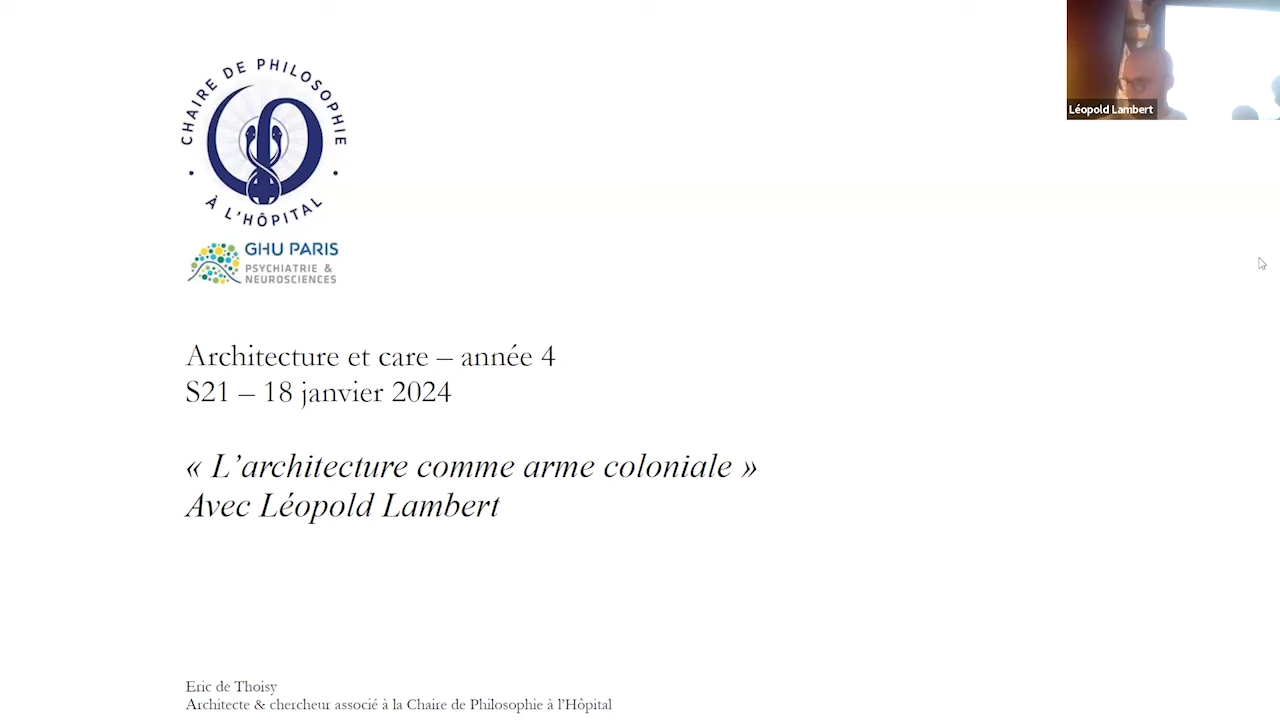 CHAIRE DE PHILOSOPHIE
À L'HÔPITAL
GHU PARIS
PSYCHIATRIE &
NEUROSCIENCES
Léopold Lambert
Architecture et care – année 4
S21 – 18 janvier 2024
« L'architecture comme arme coloniale »
Avec Léopold Lambert
Eric de Thoisy
Architecte & chercheur associé à la Chaire de Philosophie à l'Hôpital